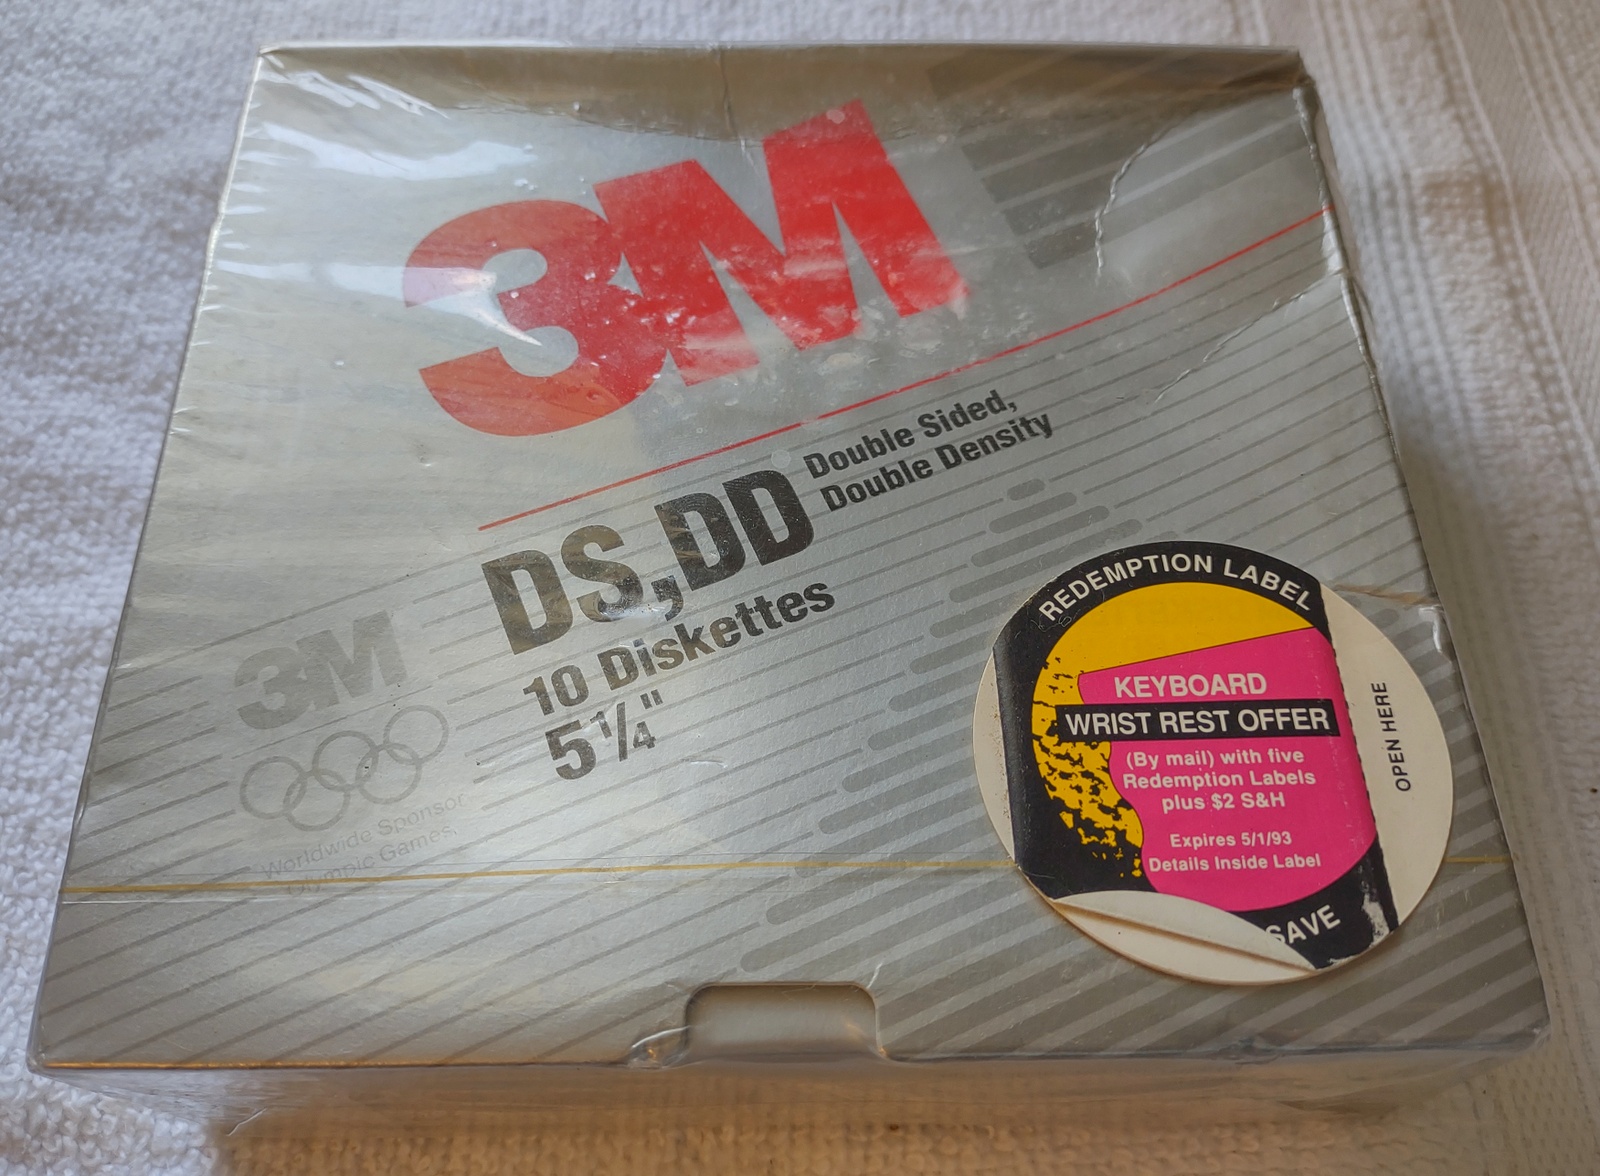 3M
DS,DD
Double Sided,
Double Density
10 Diskettes
5 1/4"
3M
Worldwide Sponsor
Olympic Games.
REDEMPTION LABEL
KEYBOARD
WRIST REST OFFER
(By mail) with five
Redemption Labels
plus $2 S&H
Expires 5/1/93
Details Inside Label
SAVE
OPEN HERE